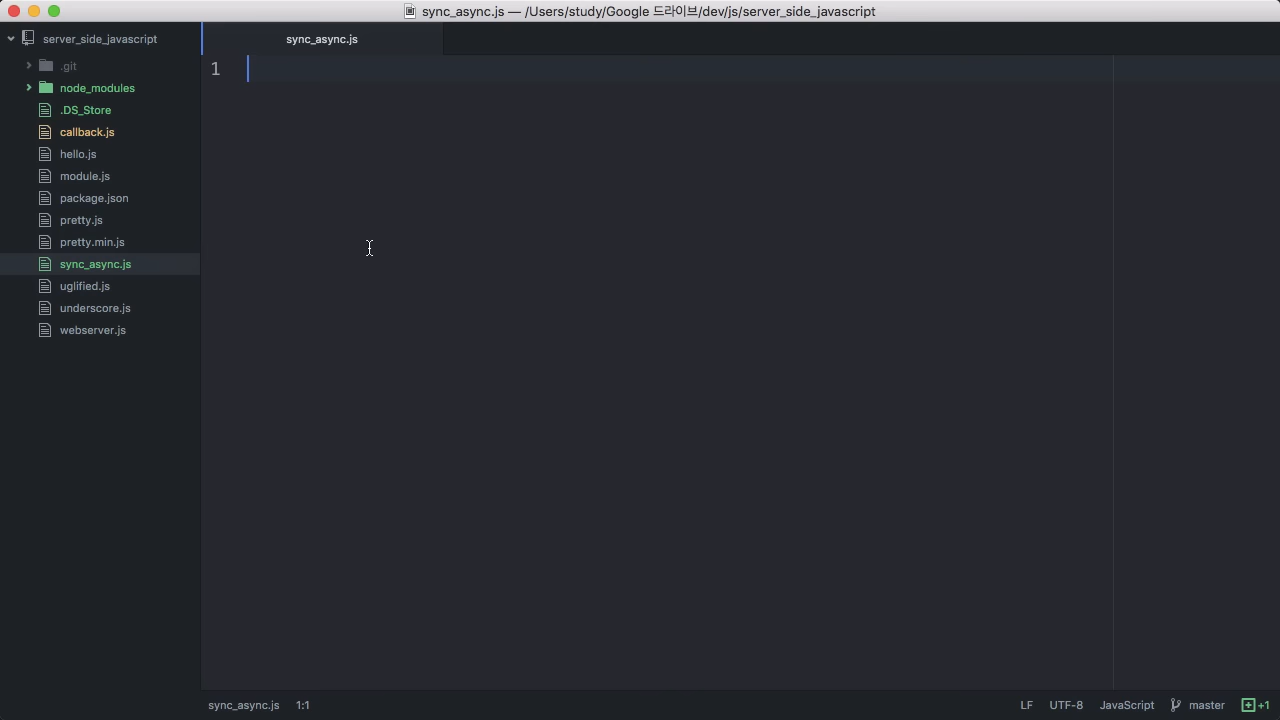 sync_async.js — /Users/study/Google 드라이브/dev/js/server_side_javascript
server_side_javascript
.git
node_modules
.DS_Store
callback.js
hello.js
module.js
package.json
pretty.js
pretty.min.js
sync_async.js
uglified.js
underscore.js
webserver.js
sync_async.js
1
sync_async.js 1:1
LF UTF-8 JavaScript master +1